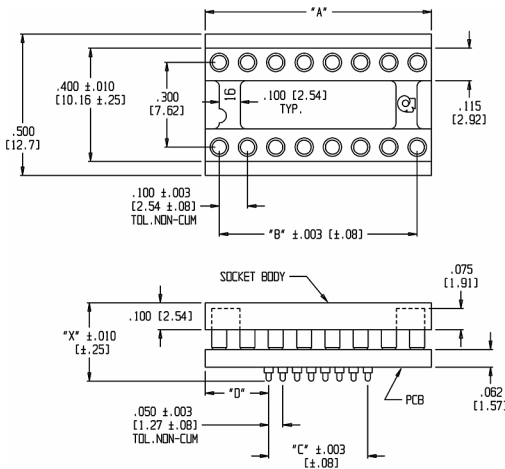 "A"
.400 ±.010
[10.16 ±.25]
.300
[7.62]
16
.100 [2.54]
TYP.
.115
[2.92]
.500
[12.7]
.100 ±.003
[2.54 ±.08]
TOL.NON-CUM
"B" ±.003 [±.08]
SOCKET BODY
.075
[1.91]
.100 [2.54]
"X" ±.010
[±.25]
"D"
PCB
.062
[1.57]
.050 ±.003
[1.27 ±.08]
TOL.NON-CUM
"C" ±.003
[±.08]